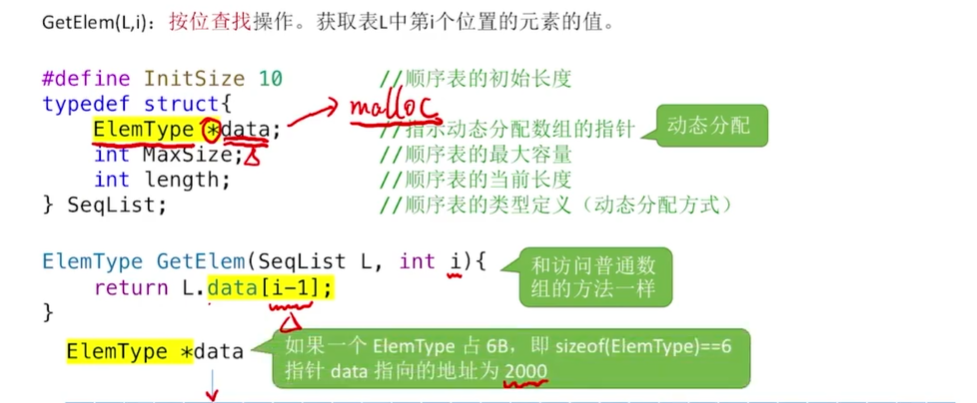 GetElem(L,i)：按位查找操作。获取表L中第i个位置的元素的值。
#define InitSize 10 //顺序表的初始长度
typedef struct{
malloc
ElemType *data; //指示动态分配数组的指针
动态分配
int MaxSize; //顺序表的最大容量
int length; //顺序表的当前长度
} SeqList; //顺序表的类型定义（动态分配方式）
ElemType GetElem(SeqList L, int i){
和访问普通数
组的方法一样
return L.data[i-1];
}
ElemType *data
如果一个 ElemType 占 6B，即 sizeof(ElemType)==6
指针 data 指向的地址为 2000